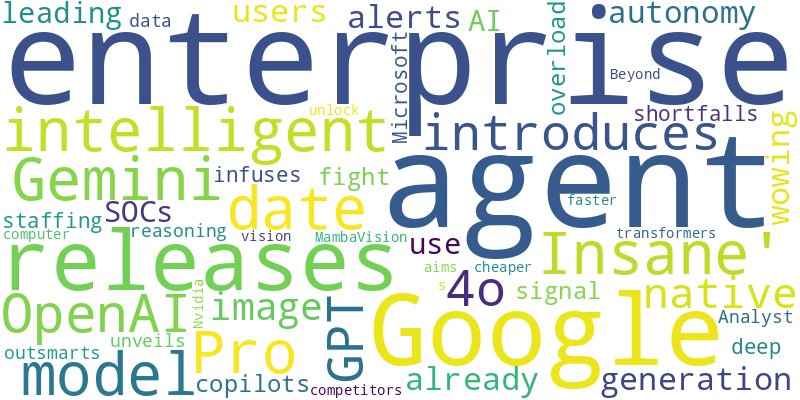 leading
data
users
alerts
AI
overload
autonomy
enterprise
Beyond
Microsoft
unlock
shortfalls
intelligent
introduces
wowing
Gemini
infuses
fight
agent
date
faster
staffing
SOCs
reasoning
computer
vision
MambaVision
use
transformers
releases
Insane'
aims
cheaper
s
4o
signal
native
OpenAI
Nvidia
image
GPT
Google
Analyst
unveils
Pro
deep
outsmarts
model
copilots
competitors
already
generation